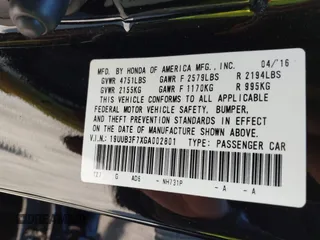 MFD. BY HONDA OF AMERICA MFG., INC. 04/16
GVWR 4751LBS GAWR F 2579LBS R 2194LBS
GVWR 2155KG GAWR F 1170KG R 995KG
THIS VEHICLE CONFORMS TO ALL APPLICABLE
FEDERAL MOTOR VEHICLE SAFETY, BUMPER,
AND THEFT PREVENTION STANDARDS IN EFFECT
ON THE DATE OF MANUFACTURE SHOWN ABOVE.
V.I.N.: 19UUB3F7XGA002801 TYPE: PASSENGER CAR
G AD8 - NH731P - A - A